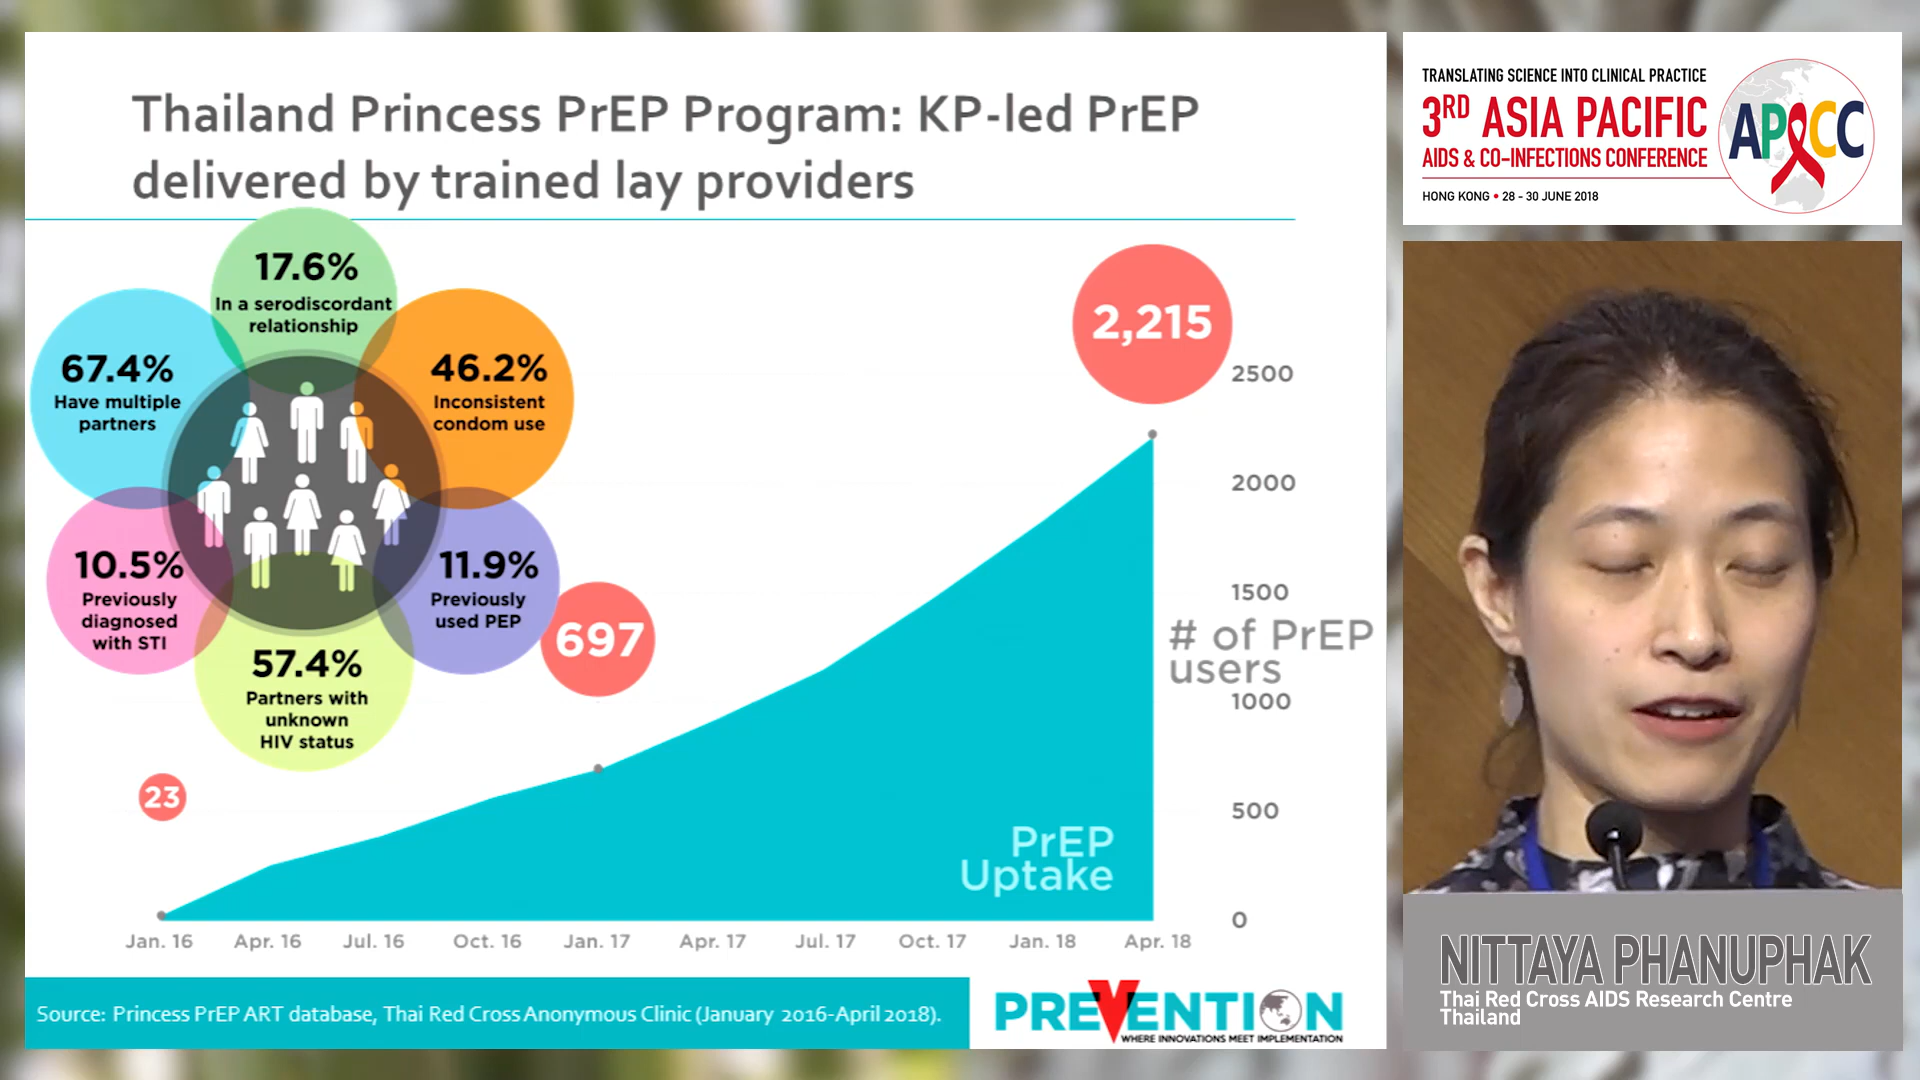 Thailand Princess PrEP Program: KP-led PrEP
delivered by trained lay providers
17.6%
In a serodiscordant
relationship
67.4%
Have multiple
partners
46.2%
Inconsistent
condom use
10.5%
Previously
diagnosed
with STI
11.9%
Previously
used PEP
57.4%
Partners with
unknown
HIV status
23
697
2,215
2500
2000
1500
# of PrEP
users
1000
500
0
PrEP
Uptake
Jan. 16 Apr. 16 Jul. 16 Oct. 16 Jan. 17 Apr. 17 Jul. 17 Oct. 17 Jan. 18 Apr. 18
Source: Princess PrEP ART database, Thai Red Cross Anonymous Clinic (January 2016-April 2018).
PREVENTION
WHERE INNOVATIONS MEET IMPLEMENTATION
TRANSLATING SCIENCE INTO CLINICAL PRACTICE
3RD ASIA PACIFIC
AIDS & CO-INFECTIONS CONFERENCE
HONG KONG • 28 - 30 JUNE 2018
APACC
NITTAYA PHANUPHAK
Thai Red Cross AIDS Research Centre
Thailand